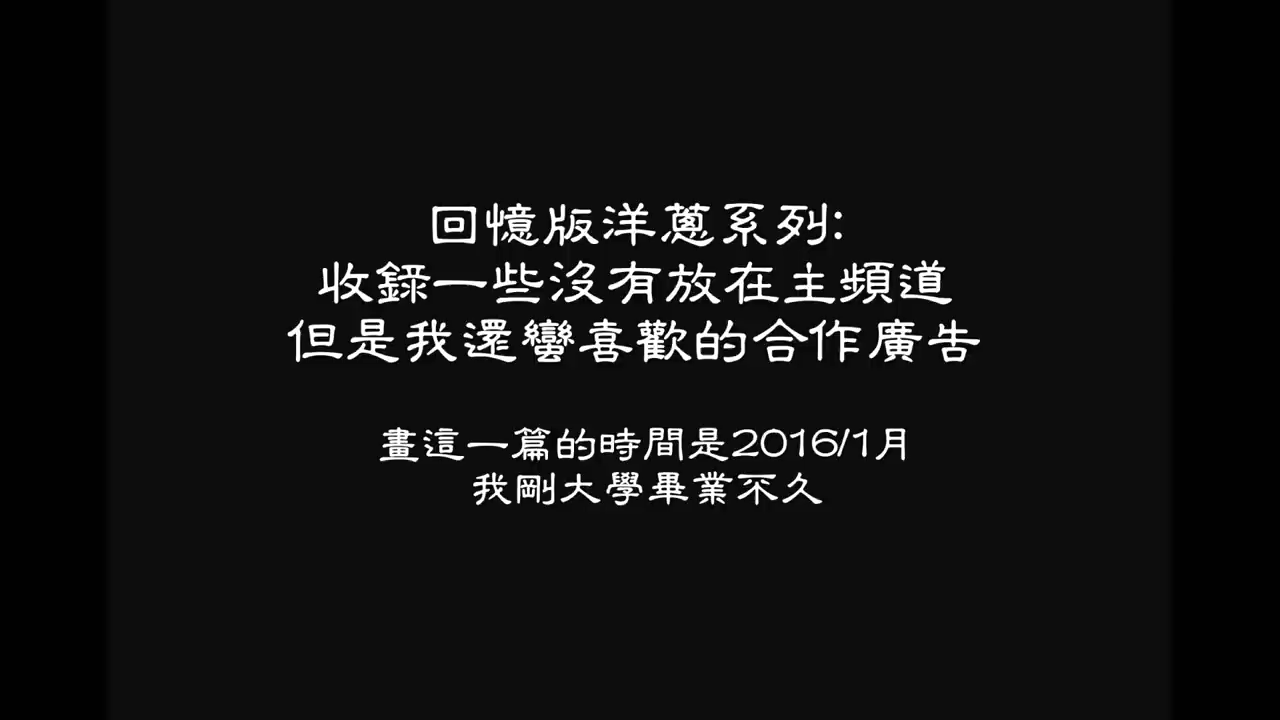 回憶版洋蔥系列:
收錄一些沒有放在主頻道
但是我還蠻喜歡的合作廣告
畫這一篇的時間是2016/1月
我剛大學畢業不久